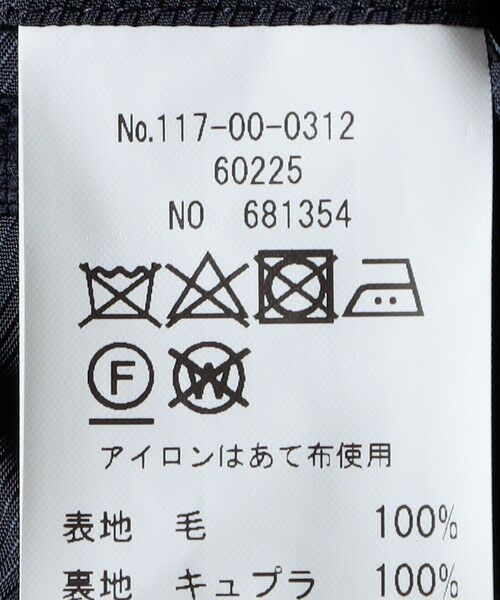 No.117-00-0312
60225
NO 681354
F W
アイロンはあて布使用
表地 毛 100%
裏地 キュプラ 100%